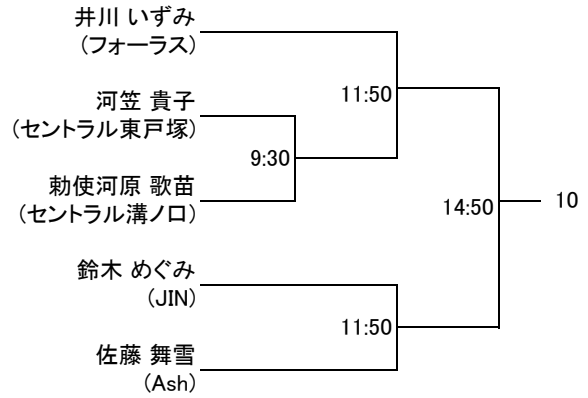 井川 いずみ
(フォーラス)
11:50
河笠 貴子
(セントラル東戸塚)
9:30
勅使河原 歌苗
(セントラル溝ノ口)
14:50
10
鈴木 めぐみ
(JIN)
11:50
佐藤 舞雪
(Ash)